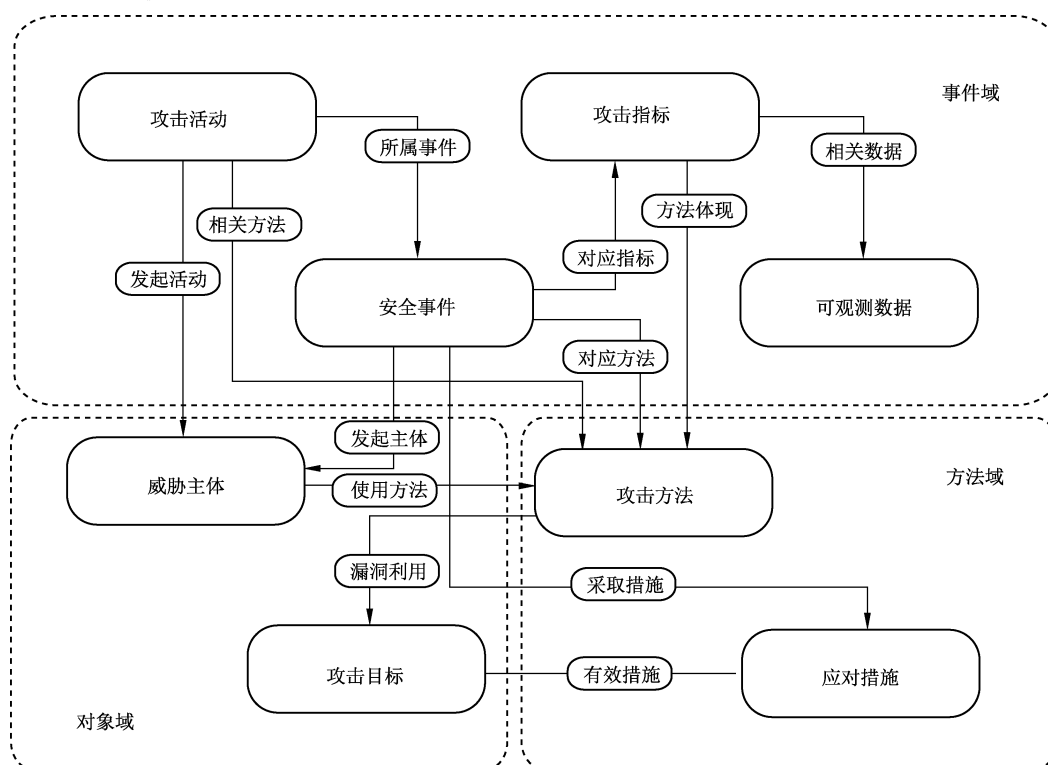 事件域
攻击活动
攻击指标
所属事件
相关数据
相关方法
方法体现
对应指标
发起活动
安全事件
可观测数据
对应方法
发起主体
威胁主体
使用方法
攻击方法
方法域
漏洞利用
采取措施
攻击目标
有效措施
应对措施
对象域